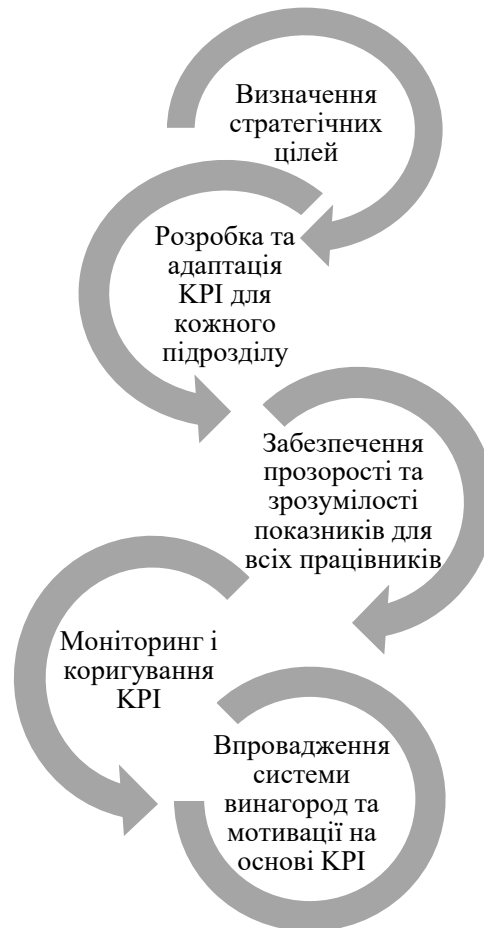 Визначення
стратегічних
цілей
Розробка та
адаптація
KPI для
кожного
підрозділу
Забезпечення
прозорості та
зрозумілості
показників для
всіх працівників
Моніторинг і
коригування
KPI
Впровадження
системи
винагород та
мотивації на
основі KPI